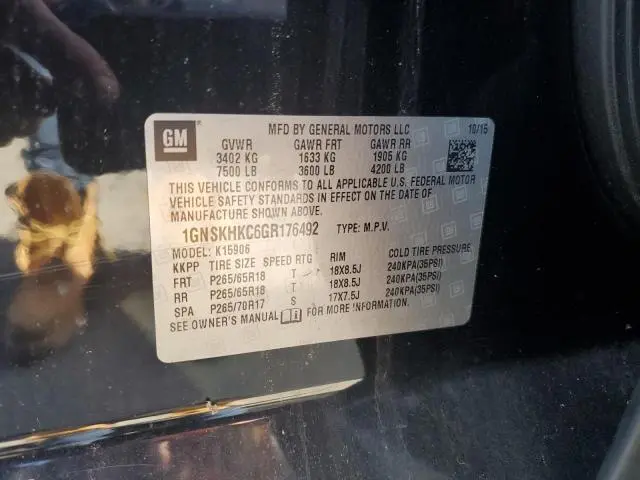 GM
MFD BY GENERAL MOTORS LLC 10/15
GVWR GAWR FRT GAWR RR
3402 KG 1633 KG 1905 KG
7500 LB 3600 LB 4200 LB
THIS VEHICLE CONFORMS TO ALL APPLICABLE U.S. FEDERAL MOTOR
VEHICLE SAFETY STANDARDS IN EFFECT ON THE DATE OF
MANUFACTURE SHOWN ABOVE.
1GNSKHKC6GR176492 TYPE: M.P.V.
MODEL: K15906
KKPP TIRE SIZE SPEED RTG RIM COLD TIRE PRESSURE
FRT P265/65R18 T 18X8.5J 240KPA(35PSI)
RR P265/65R18 T 18X8.5J 240KPA(35PSI)
SPA P265/70R17 S 17X7.5J 240KPA(35PSI)
SEE OWNER'S MANUAL FOR MORE INFORMATION.